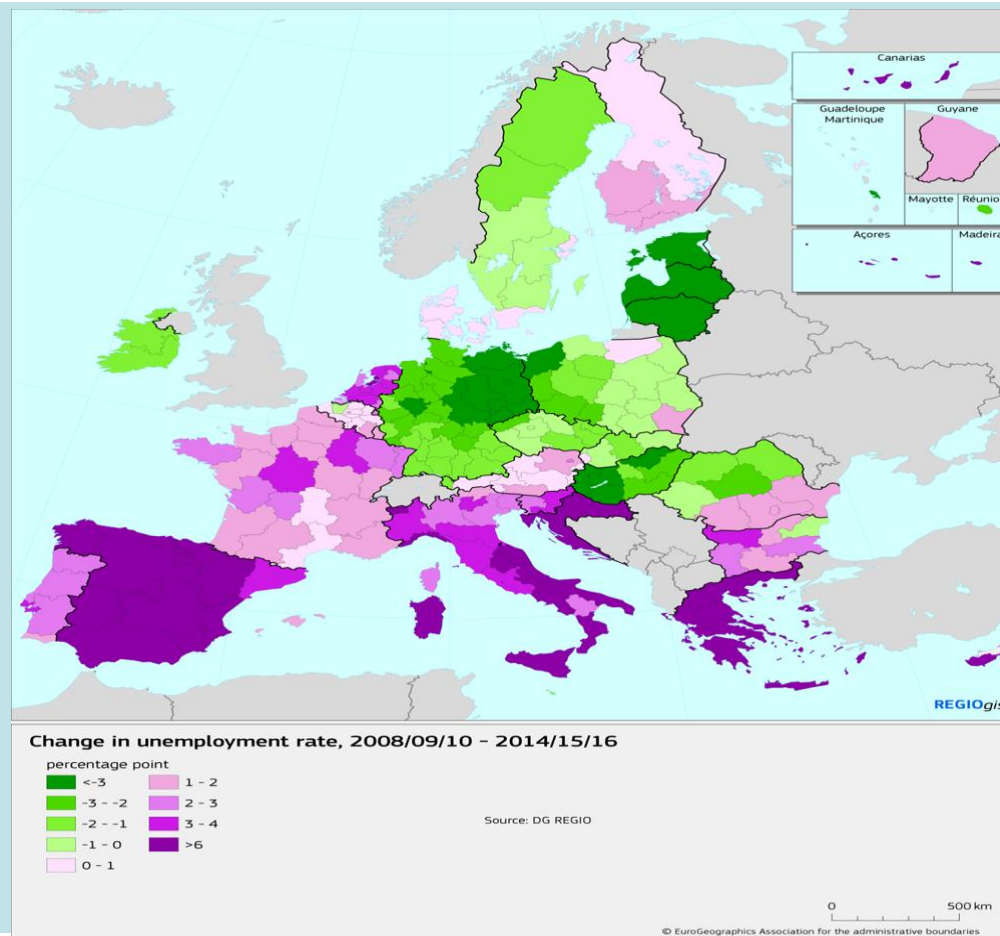 Canarias
Guadeloupe
Martinique
Guyane
Mayotte
Réunio
Açores
Madeira
REGIOgis
Change in unemployment rate, 2008/09/10 - 2014/15/16
percentage point
<-3
-3 - -2
-2 - -1
-1 - 0
0 - 1
1 - 2
2 - 3
3 - 4
>6
Source: DG REGIO
0 500 km
© EuroGeographics Association for the administrative boundaries